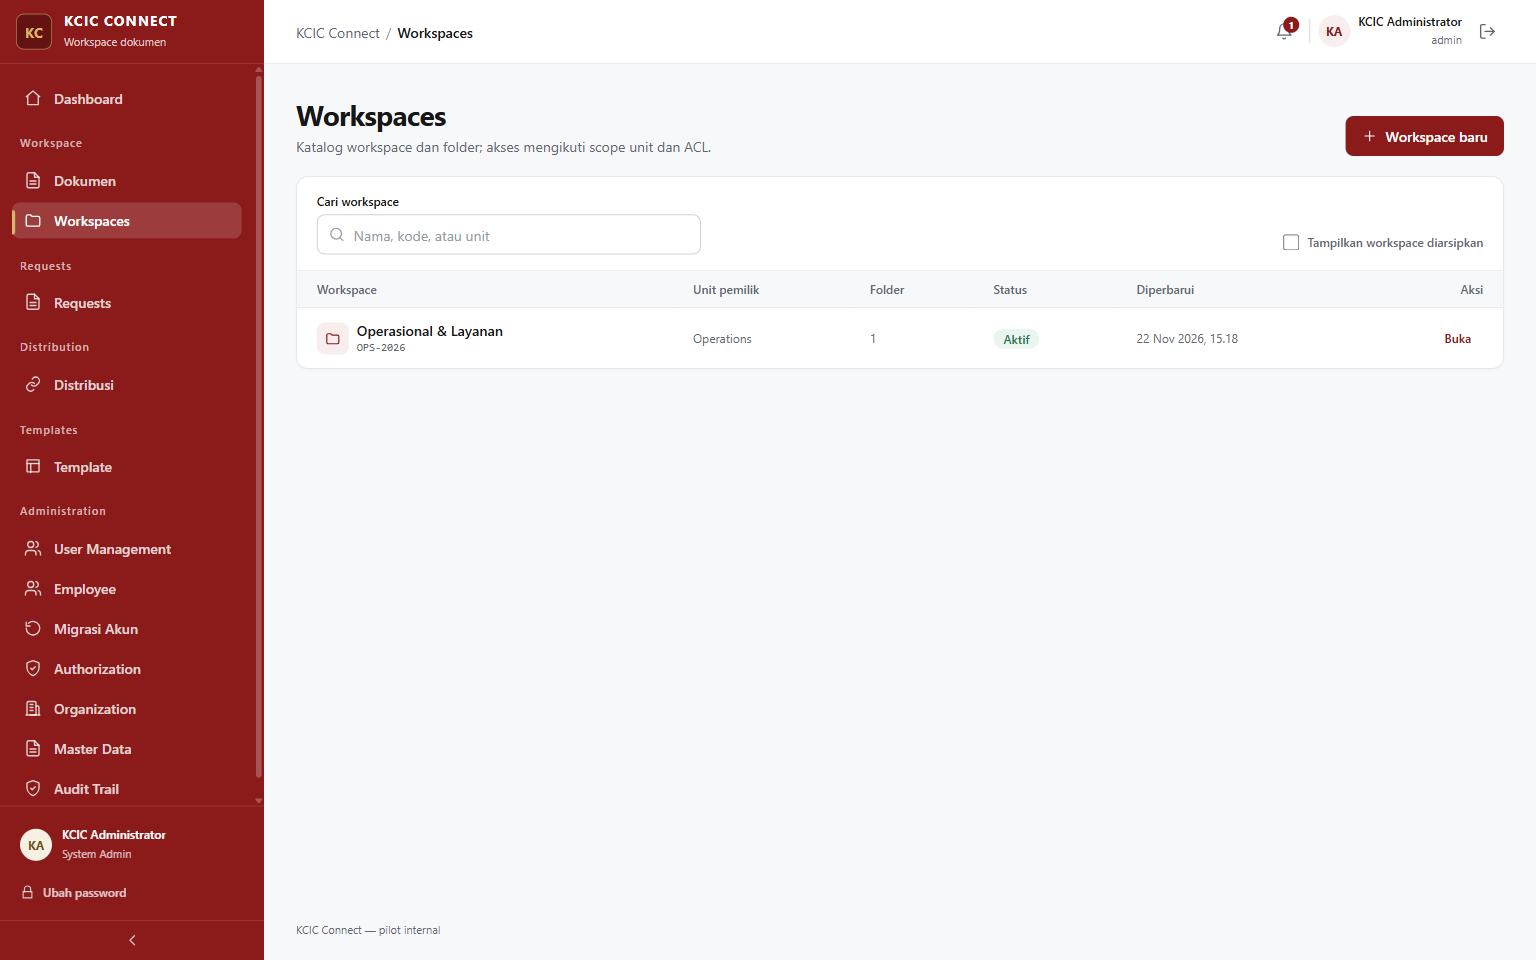 KC
KCIC CONNECT
Workspace dokumen
Dashboard
Workspace
Dokumen
Workspaces
Requests
Requests
Distribution
Distribusi
Templates
Template
Administration
User Management
Employee
Migrasi Akun
Authorization
Organization
Master Data
Audit Trail
KA
KCIC Administrator
System Admin
Ubah password
KCIC Connect / Workspaces
1
KA
KCIC Administrator
admin
Workspaces
Katalog workspace dan folder; akses mengikuti scope unit dan ACL.
Workspace baru
Cari workspace
Nama, kode, atau unit
Tampilkan workspace diarsipkan
Workspace Unit pemilik Folder Status Diperbarui Aksi
Operasional & Layanan
OPS-2026
Operations 1 Aktif 22 Nov 2026, 15.18 Buka
KCIC Connect — pilot internal